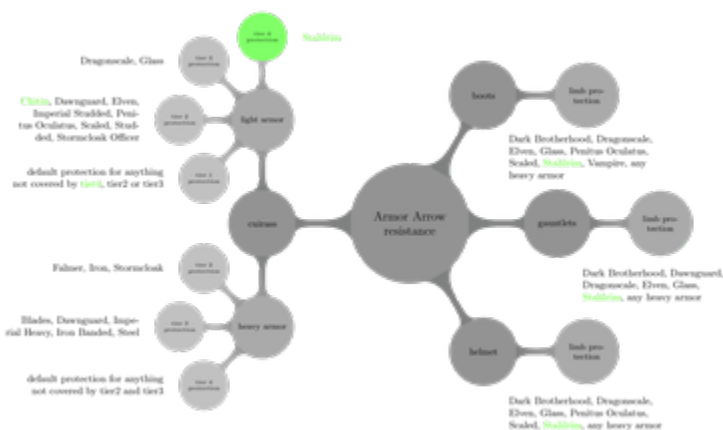 Stahlrim
Dragonscale, Glass
Chitin, Dawnguard, Elven,
Imperial Studded, Peni-
tus Oculatus, Scaled, Stud-
ded, Stormcloak Officer
light armor
default protection for anything
not covered by tier4, tier2 or tier3
cuirass
Falmer, Iron, Stormcloak
Blades, Dawnguard, Impe-
rial Heavy, Iron Banded, Steel
heavy armor
default protection for anything
not covered by tier2 and tier3
Armor Arrow
resistance
boots
limb pro-
tection
Dark Brotherhood, Dragonscale,
Elven, Glass, Penitus Oculatus,
Scaled, Stahlrim, Vampire, any
heavy armor
gauntlets
limb pro-
tection
Dark Brotherhood, Dawnguard,
Dragonscale, Elven, Glass,
Stahlrim, any heavy armor
helmet
limb pro-
tection
Dark Brotherhood, Dragonscale,
Elven, Glass, Penitus Oculatus,
Scaled, Stahlrim, any heavy armor